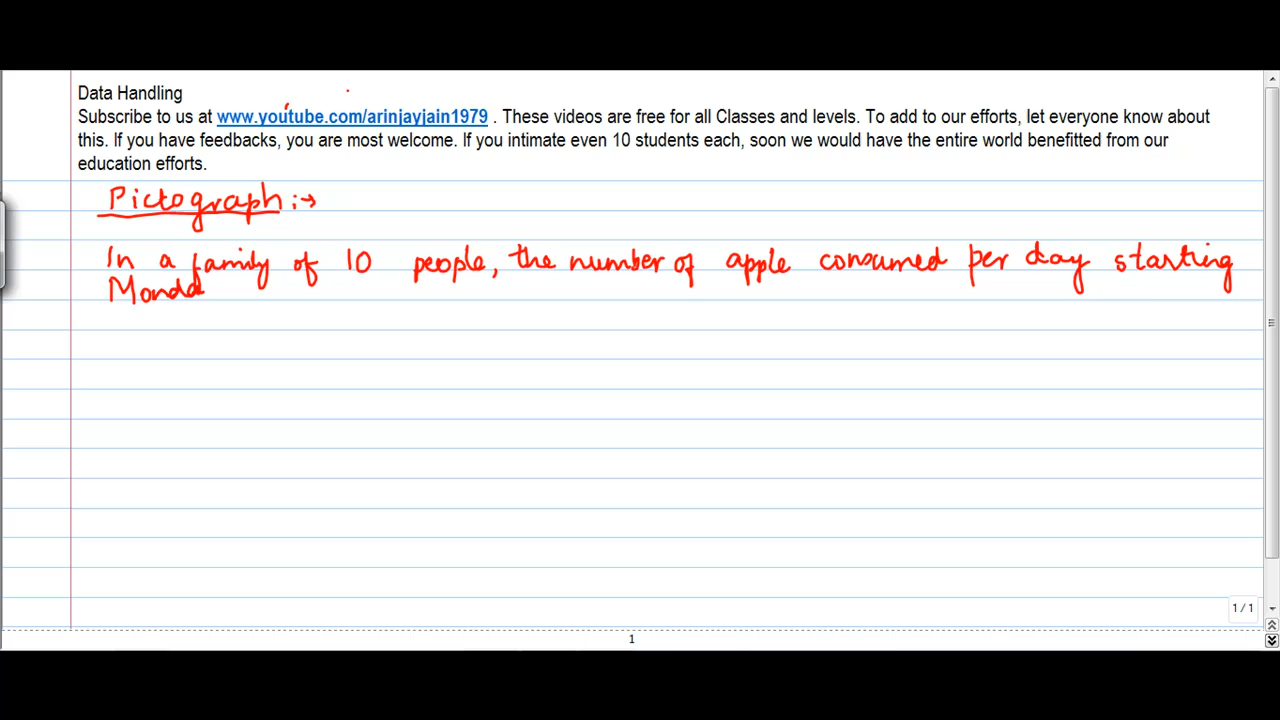 Data Handling
Subscribe to us at www.youtube.com/arinjayjain1979 . These videos are free for all Classes and levels. To add to our efforts, let everyone know about
this. If you have feedbacks, you are most welcome. If you intimate even 10 students each, soon we would have the entire world benefitted from our
education efforts.
Pictograph :→
In a family of 10 people, the number of apple consumed per day starting
Monda
1 / 1
1